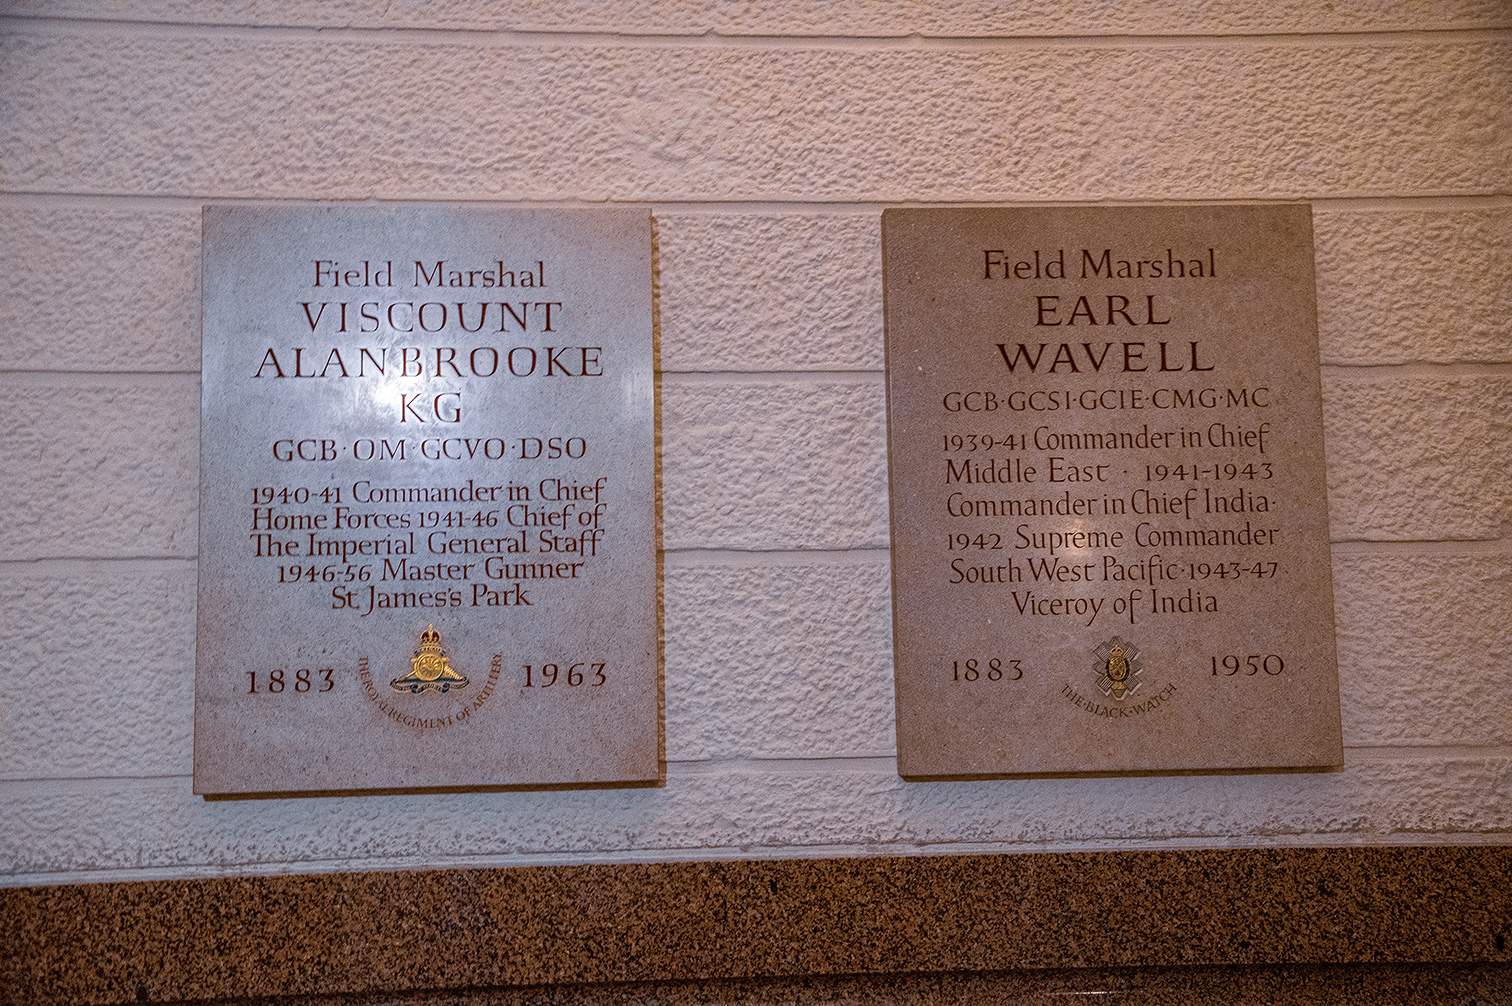 Field Marshal
VISCOUNT
ALANBROOKE
KG
GCB·OM·GCVO·DSO
1940-41 Commander in Chief
Home Forces 1941-46 Chief of
The Imperial General Staff
1946-56 Master Gunner
St James's Park
1883 1963
THE ROYAL REGIMENT OF ARTILLERY
Field Marshal
EARL
WAVELL
GCB·GCSI·GCIE·CMG·MC
1939-41 Commander in Chief
Middle East · 1941-1943
Commander in Chief India·
1942 Supreme Commander
South West Pacific·1943-47
Viceroy of India
1883 1950
THE·BLACK·WATCH